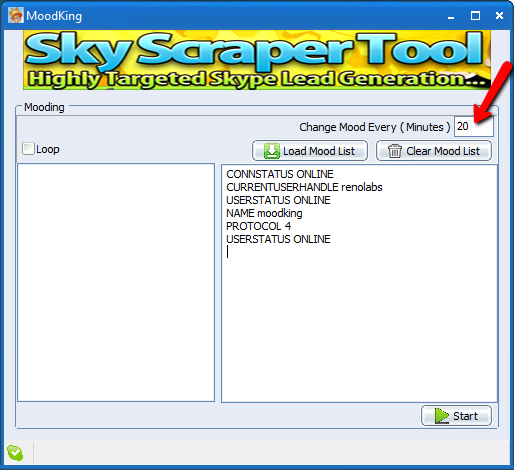 MoodKing
Sky Scraper Tool
Highly Targeted Skype Lead Generation...
Mooding
Change Mood Every ( Minutes ) 20
Loop
Load Mood List
Clear Mood List
CONNSTATUS ONLINE
CURRENTUSERHANDLE renolabs
USERSTATUS ONLINE
NAME moodking
PROTOCOL 4
USERSTATUS ONLINE
Start